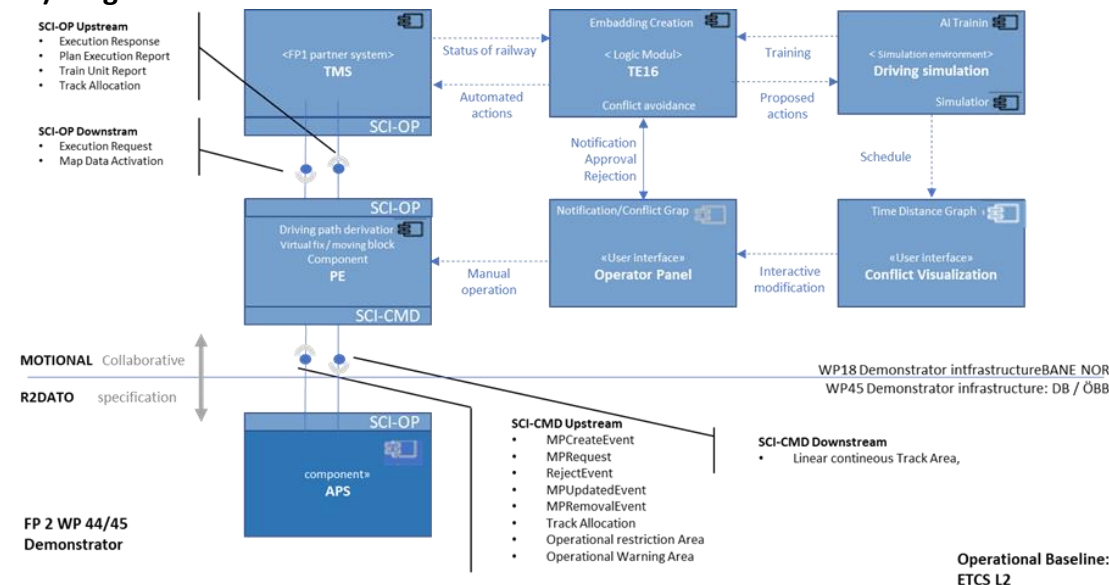 SCI-OP Upstream
• Execution Response
• Plan Execution Report
• Train Unit Report
• Track Allocation
SCI-OP Downstram
• Execution Request
• Map Data Activation
<FP1 partner system>
TMS
SCI-OP
Status of railway
Automated
actions
Embedding Creation
< Logic Modul>
TE16
Conflict avoidance
Training
Proposed
actions
AI Trainin
< Simulation environment>
Driving simulation
Simulatior
Notification
Approval
Rejection
Schedule
SCI-OP
Driving path derivatior
Virtual fix / moving block
Component
PE
SCI-CMD
Manual
operation
Notification/Conflict Grap
«User interface»
Operator Panel
Interactive
modification
Time Distance Graph
«User interface»
Conflict Visualization
MOTIONAL Collaborative
R2DATO specification
WP18 Demonstrator intfrastructureBANE NOR
WP45 Demonstrator infrastructure: DB / ÖBB
SCI-OP
component»
APS
SCI-CMD Upstream
• MPCreateEvent
• MPRequest
• RejectEvent
• MPUpdatedEvent
• MPRemovalEvent
• Track Allocation
• Operational restriction Area
• Operational Warning Area
SCI-CMD Downstream
• Linear contineous Track Area,
FP 2 WP 44/45
Demonstrator
Operational Baseline:
ETCS L2